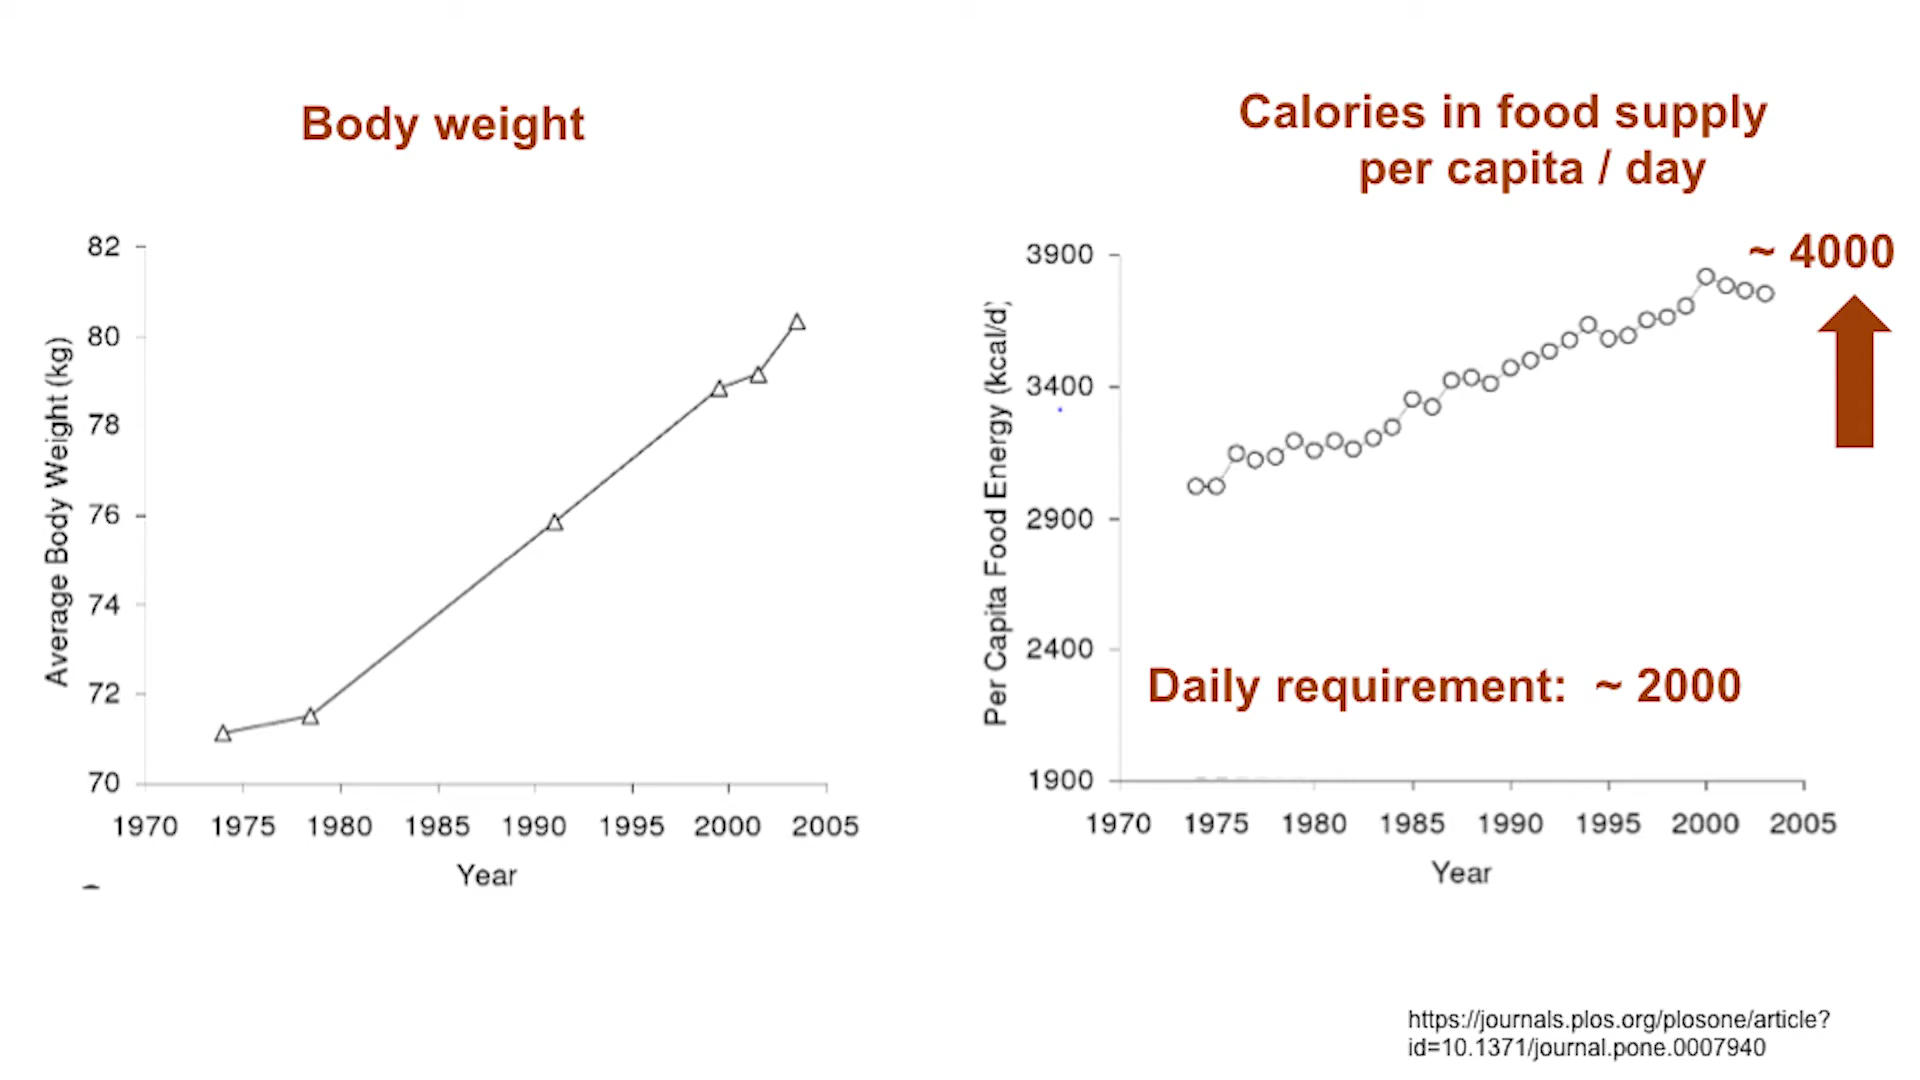 Body weight
82
80
78
76
74
72
70
Average Body Weight (kg)
1970 1975 1980 1985 1990 1995 2000 2005
Year
Calories in food supply
per capita / day
~ 4000
3900
3400
2900
2400
1900
Per Capita Food Energy (kcal/d)
Daily requirement: ~ 2000
1970 1975 1980 1985 1990 1995 2000 2005
Year
https://journals.plos.org/plosone/article?
id=10.1371/journal.pone.0007940